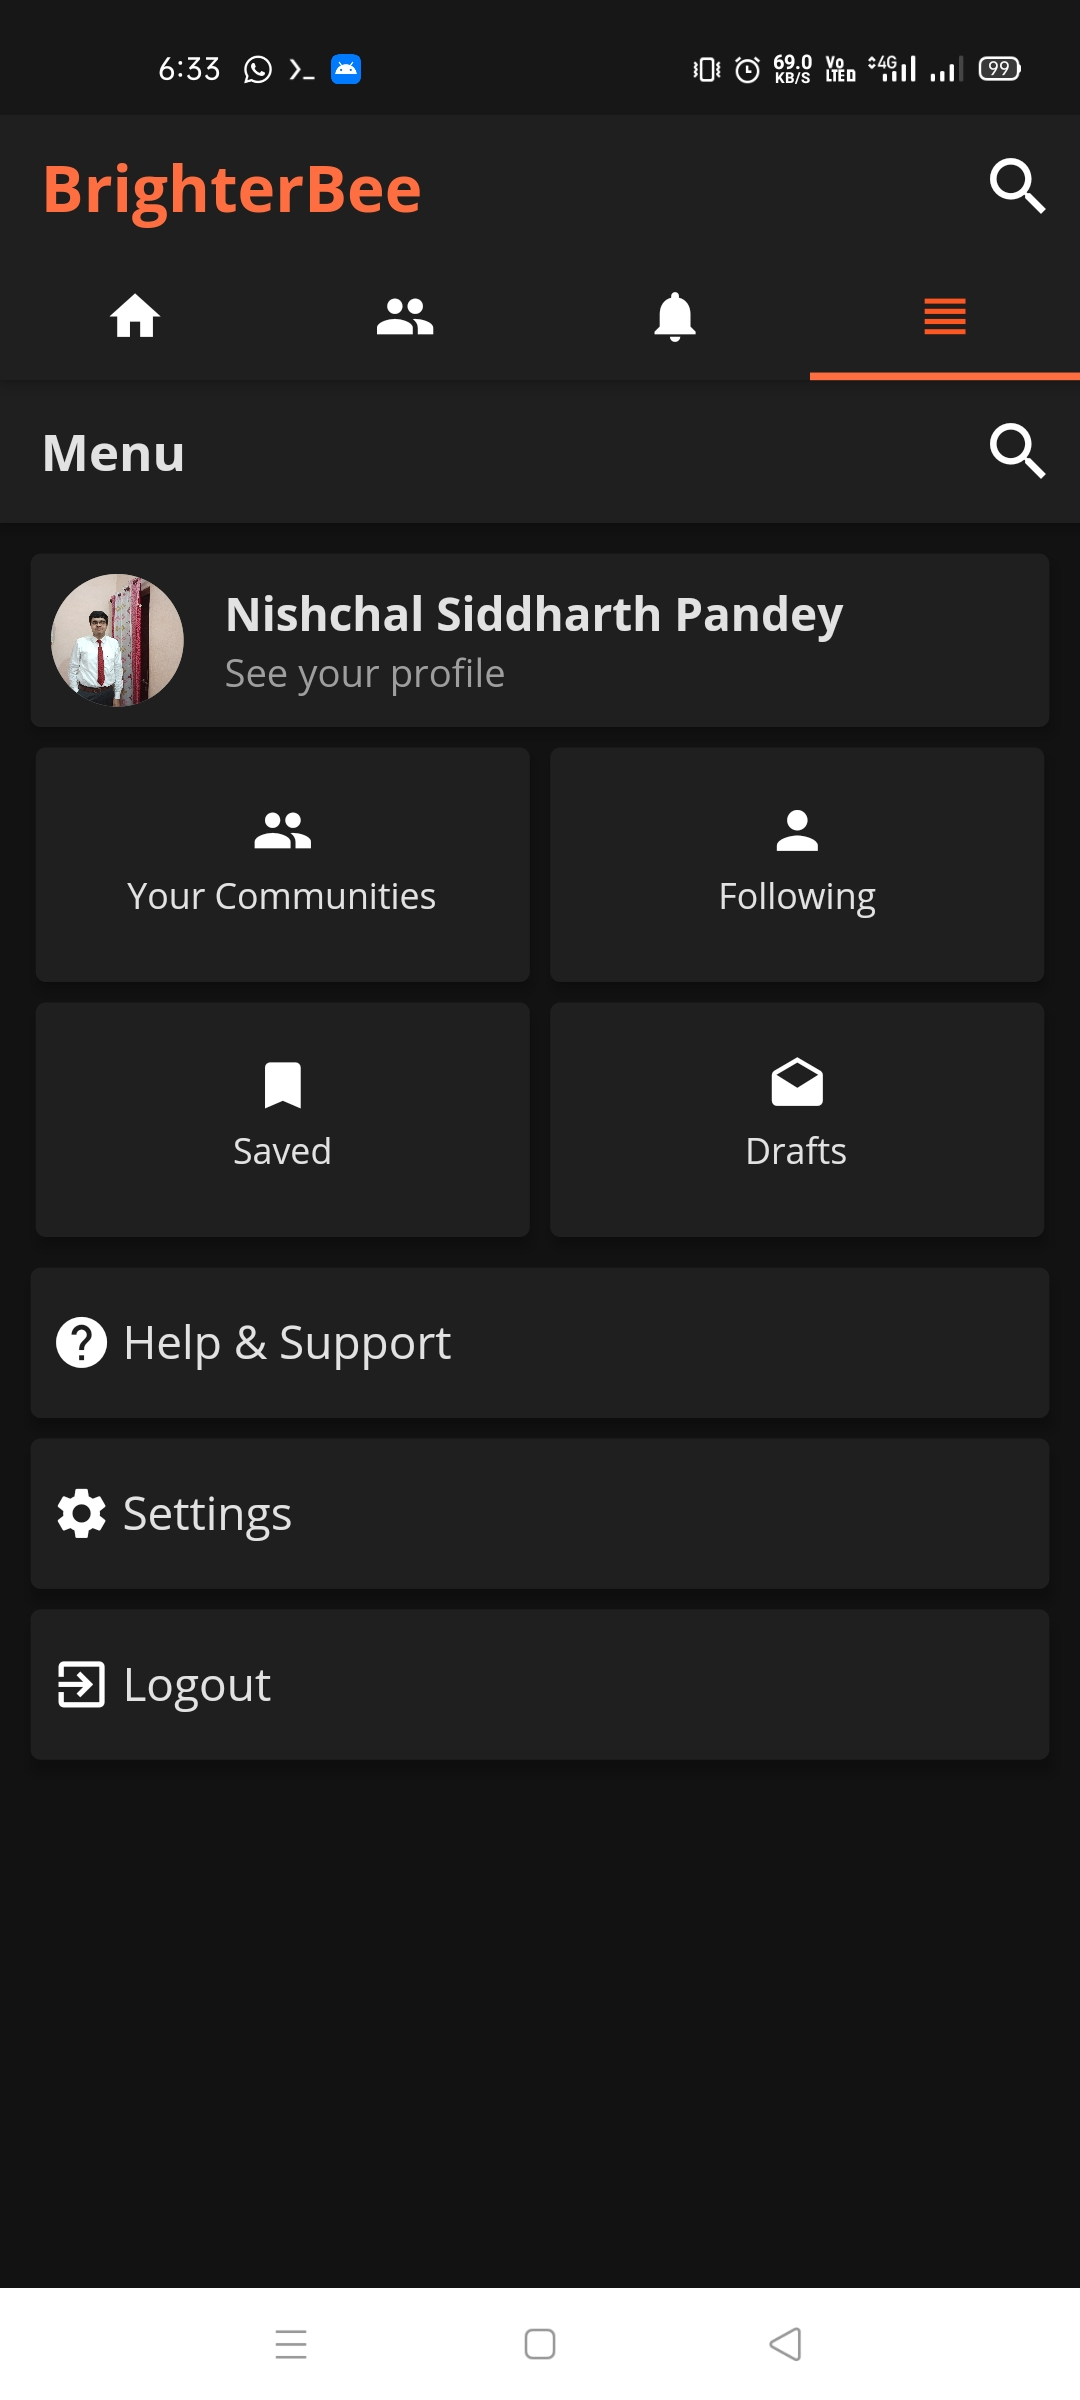 6:33 69.0 KB/S Vo LTE D 4G 99
BrighterBee
Menu
Nishchal Siddharth Pandey
See your profile
Your Communities Following
Saved Drafts
Help & Support
Settings
Logout